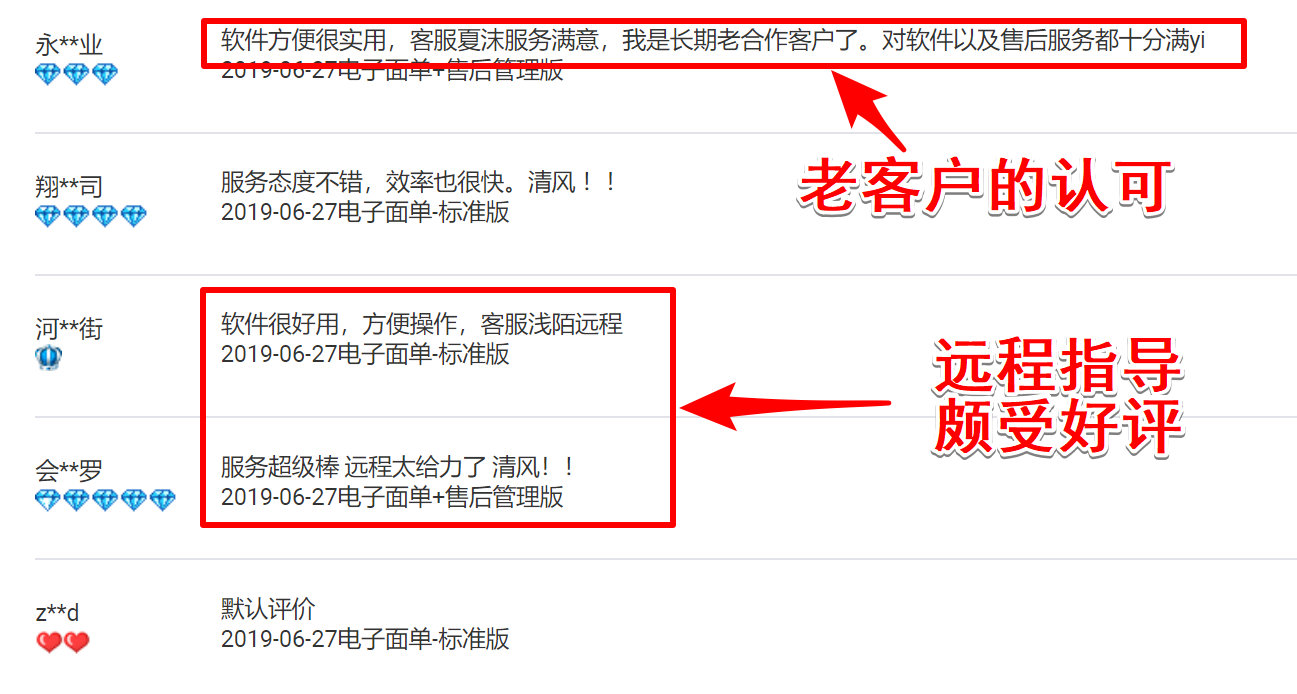 永**业
软件方便很实用，客服夏沫服务满意，我是长期老合作客户了。对软件以及售后服务都十分满yi
2019-06-27电子面单+售后管理版
老客户的认可
翔**司
服务态度不错，效率也很快。清风！！
2019-06-27电子面单-标准版
河**街
软件很好用，方便操作，客服浅陌远程
2019-06-27电子面单-标准版
远程指导
颇受好评
会**罗
服务超级棒 远程太给力了 清风！！
2019-06-27电子面单+售后管理版
z**d
默认评价
2019-06-27电子面单-标准版